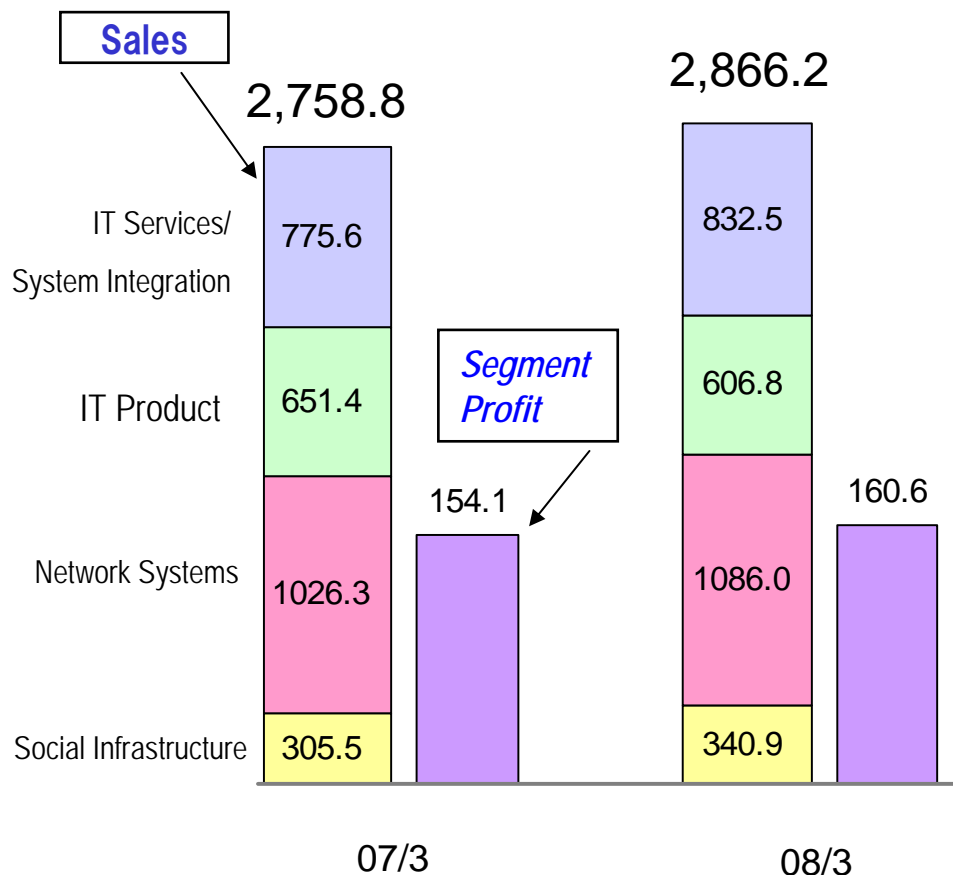 Sales
2,758.8
2,866.2
IT Services/
System Integration
775.6
832.5
Segment
Profit
IT Product
651.4
606.8
154.1
160.6
Network Systems
1026.3
1086.0
Social Infrastructure
305.5
340.9
07/3
08/3